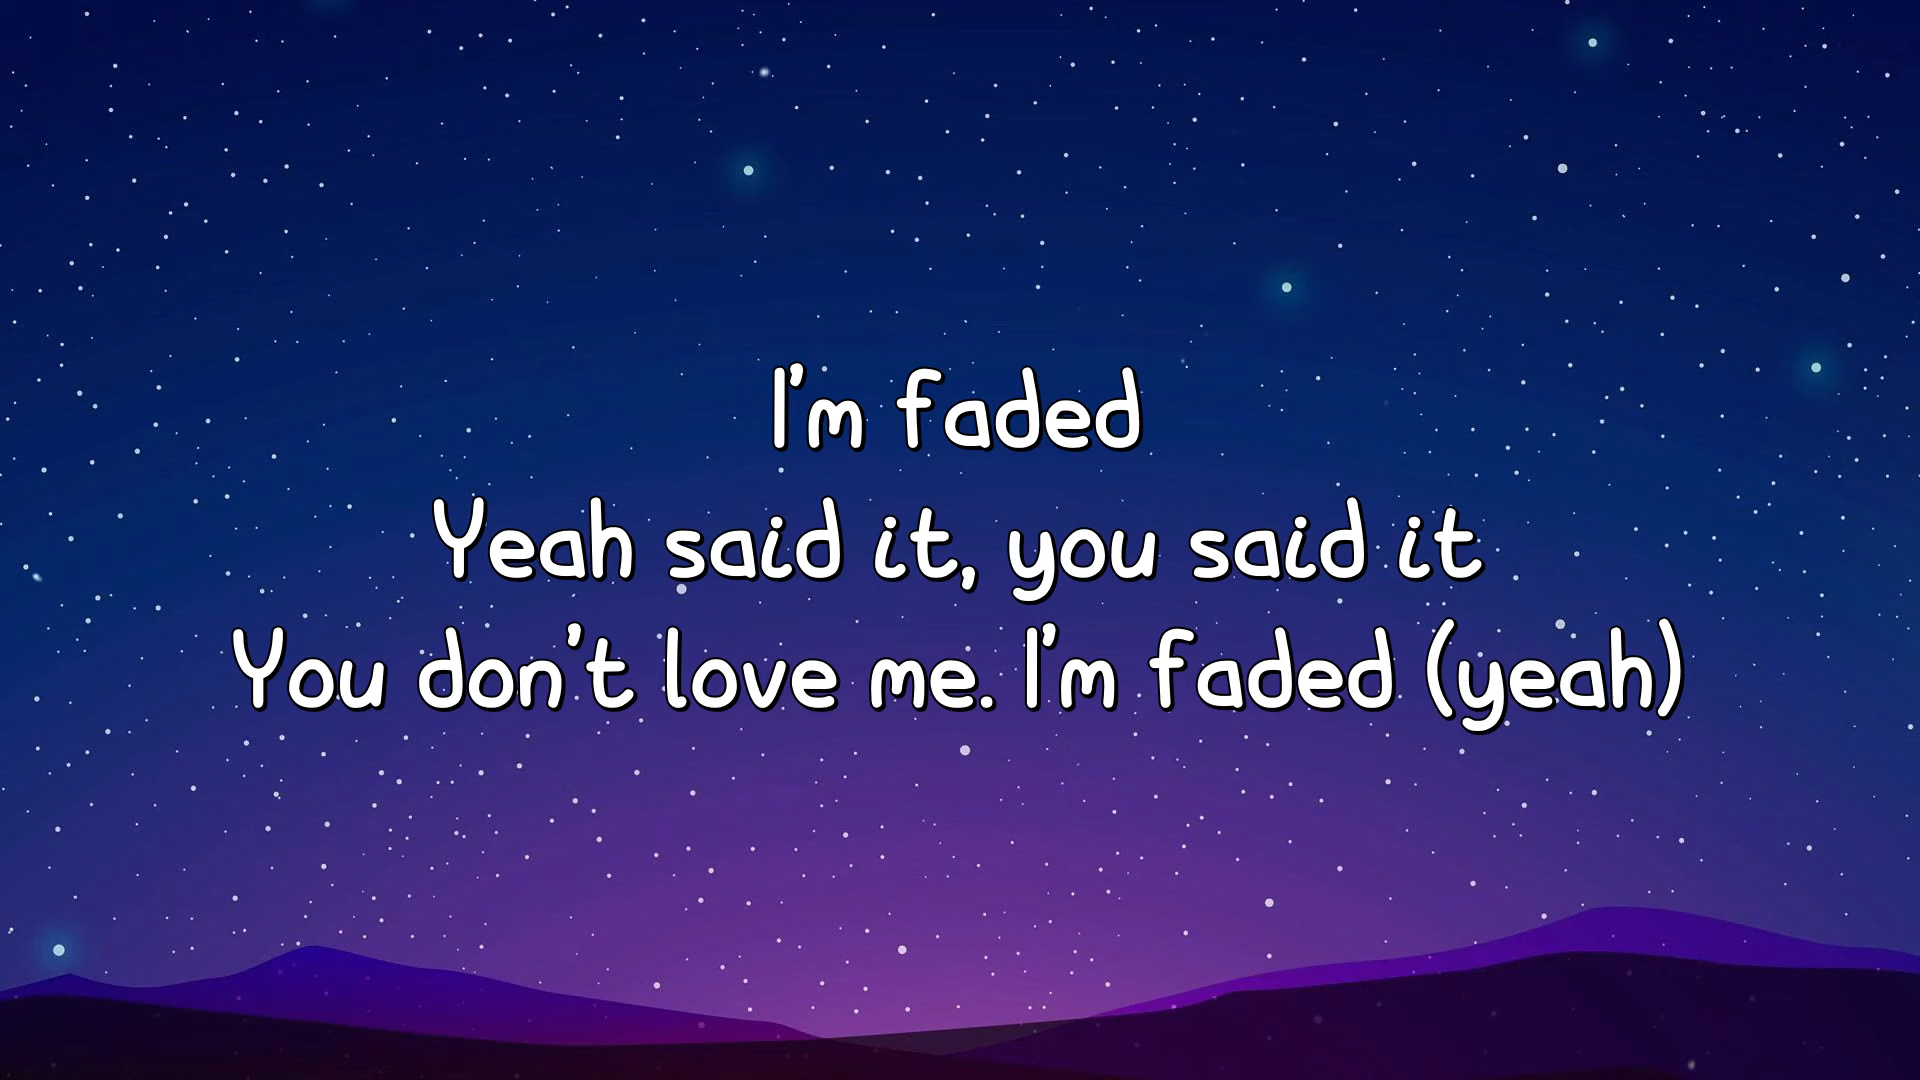 I'm faded
Yeah said it, you said it
You don't love me. I'm faded (yeah)